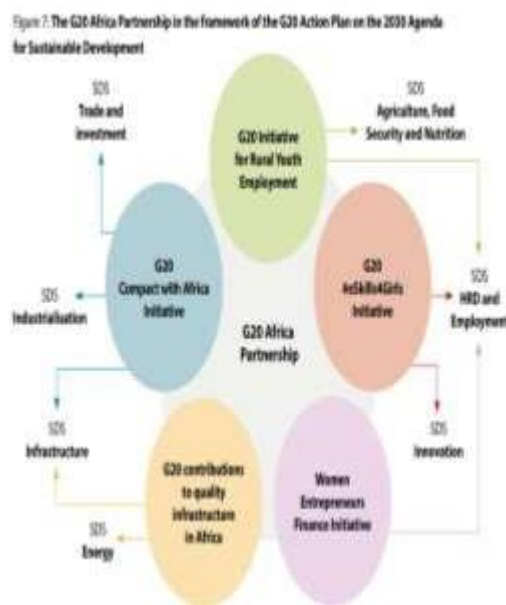 Figure 7: The G20 Africa Partnership in the framework of the G20 Action Plan on the 2030 Agenda
for Sustainable Development
SDS
Trade and
investment
G20 Initiative
for Rural Youth
Employment
SDS
Agriculture, Food
Security and Nutrition
G20
Compact with Africa
Initiative
G20
#eSkills4Girls
Initiative
SDS
Industrialisation
G20 Africa
Partnership
SDS
HRD and
Employment
SDS
Infrastructure
SDS
Innovation
G20 contributions
to quality
infrastructure
in Africa
Women
Entrepreneurs
Finance Initiative
SDS
Energy